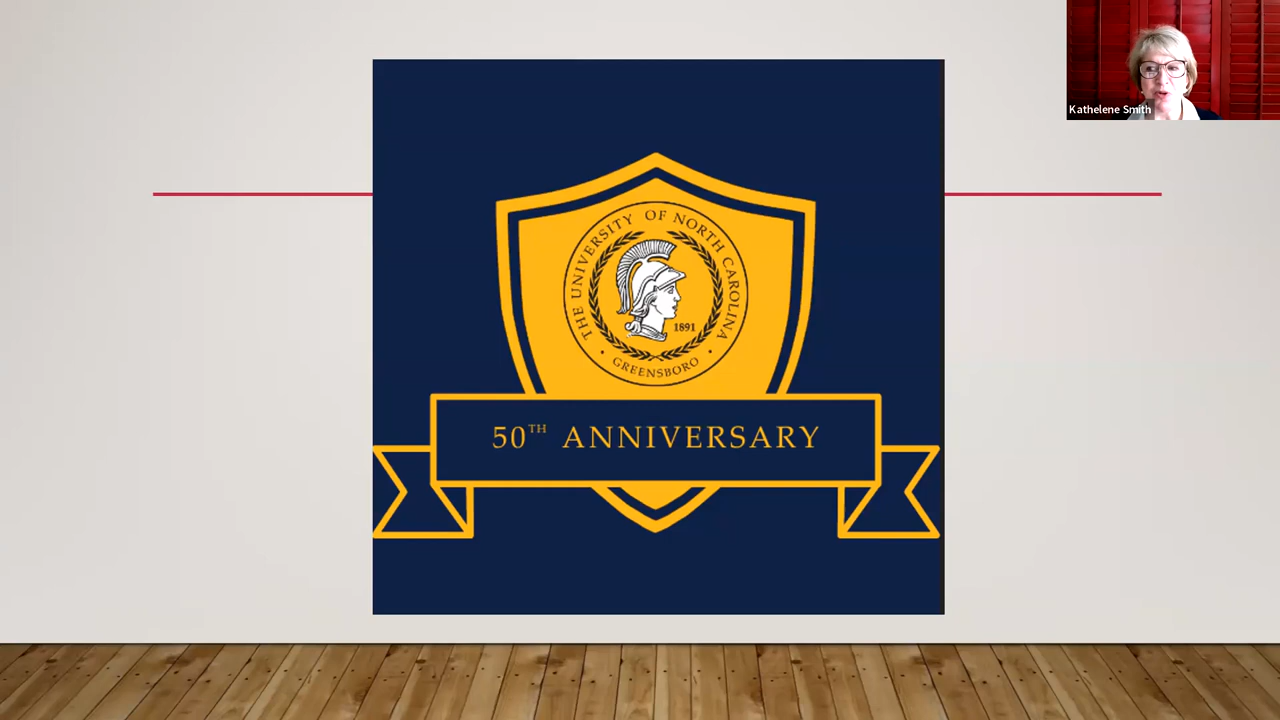 Kathelene Smith
THE UNIVERSITY OF NORTH CAROLINA
1891
• GREENSBORO •
50TH ANNIVERSARY